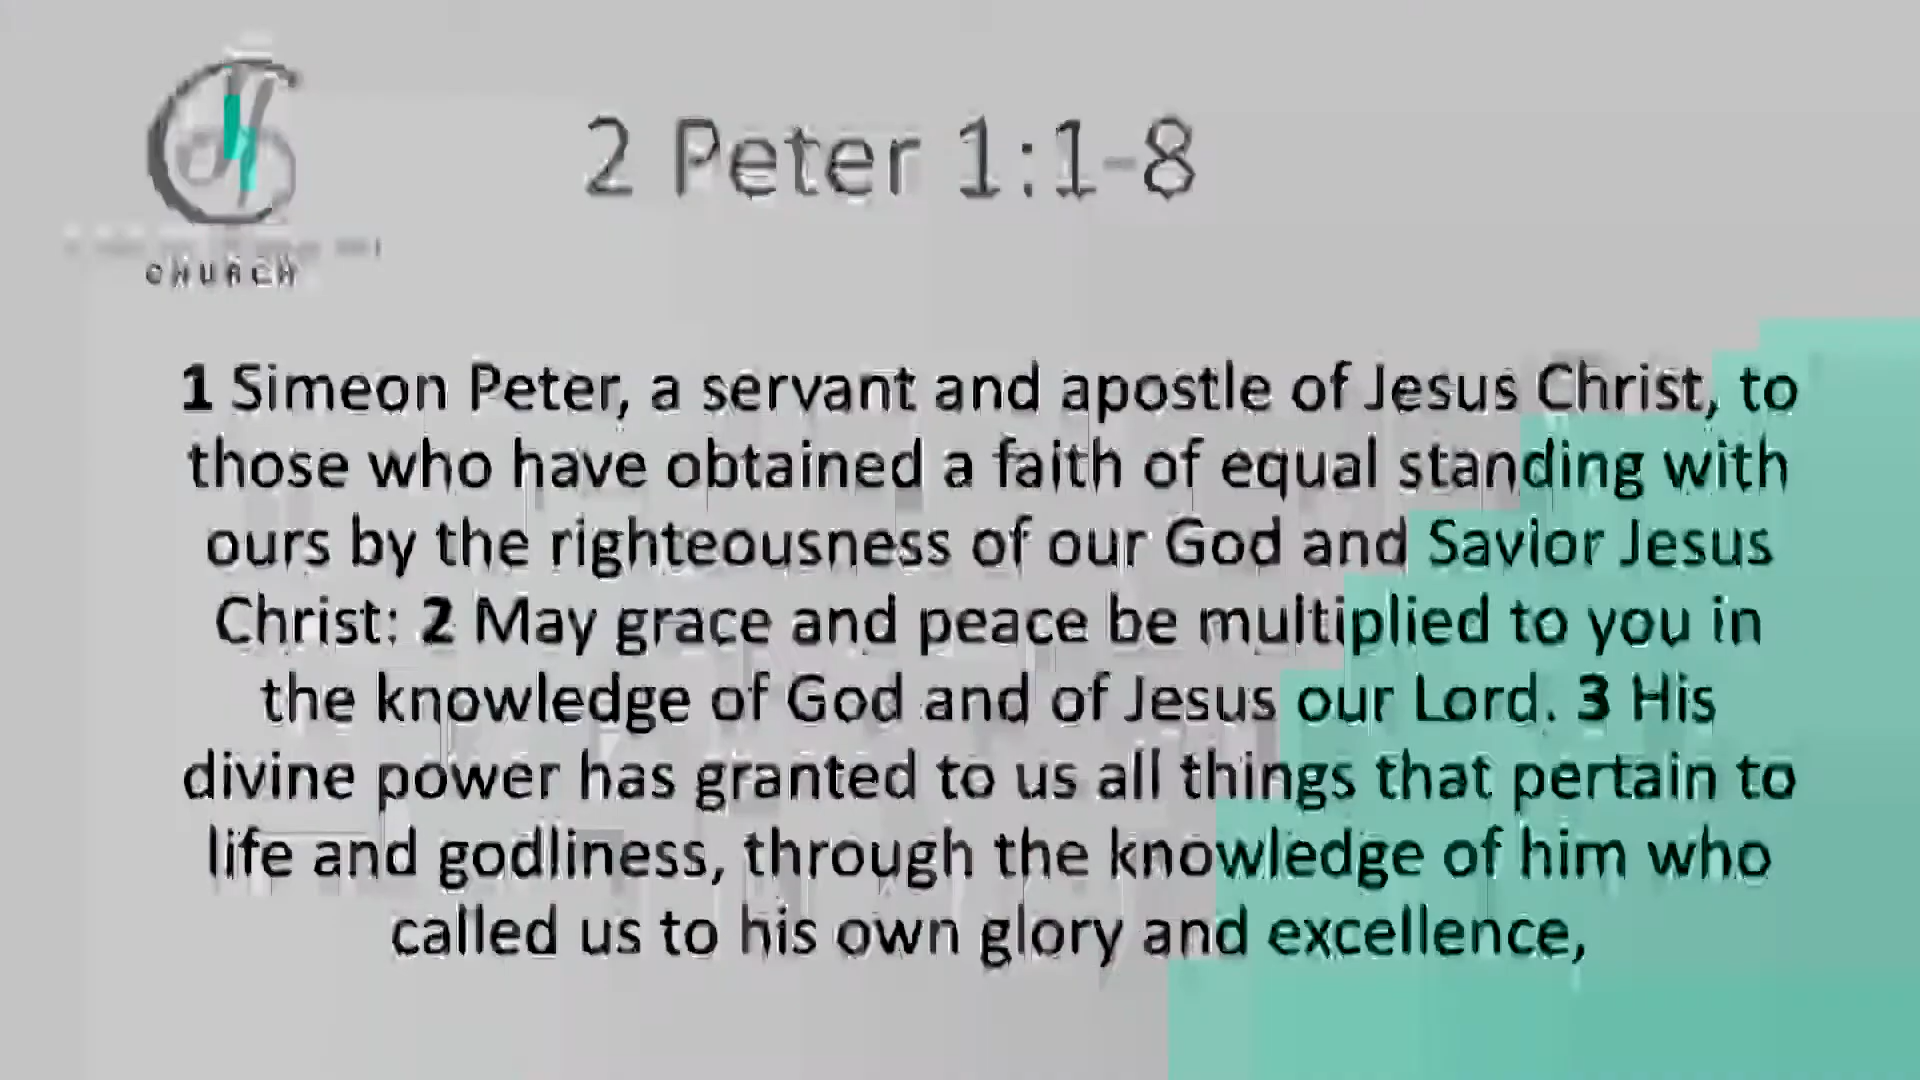 2 Peter 1:1-8
CHURCH
1 Simeon Peter, a servant and apostle of Jesus Christ, to
those who have obtained a faith of equal standing with
ours by the righteousness of our God and Savior Jesus
Christ: 2 May grace and peace be multiplied to you in
the knowledge of God and of Jesus our Lord. 3 His
divine power has granted to us all things that pertain to
life and godliness, through the knowledge of him who
called us to his own glory and excellence,